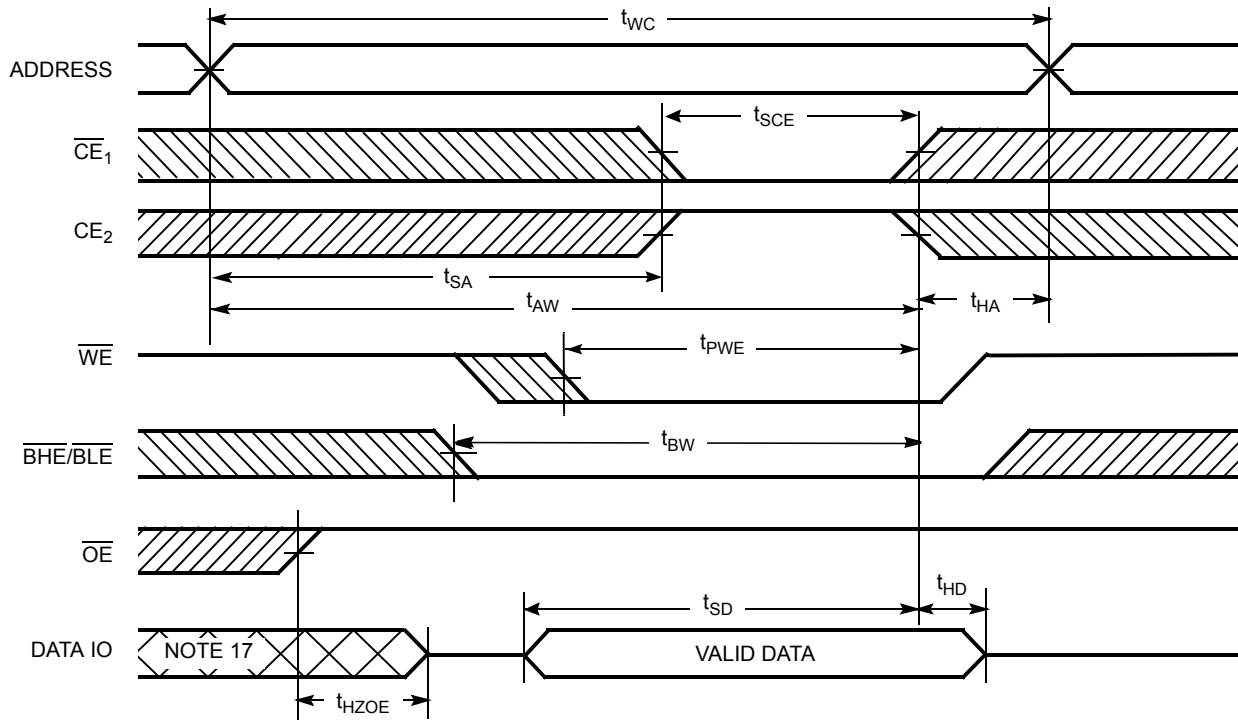 tWC
ADDRESS
tSCE
CE1
CE2
tSA
tAW
tHA
WE
tPWE
BHE/BLE
tBW
OE
tSD
tHD
DATA IO
NOTE 17
VALID DATA
tHZOE